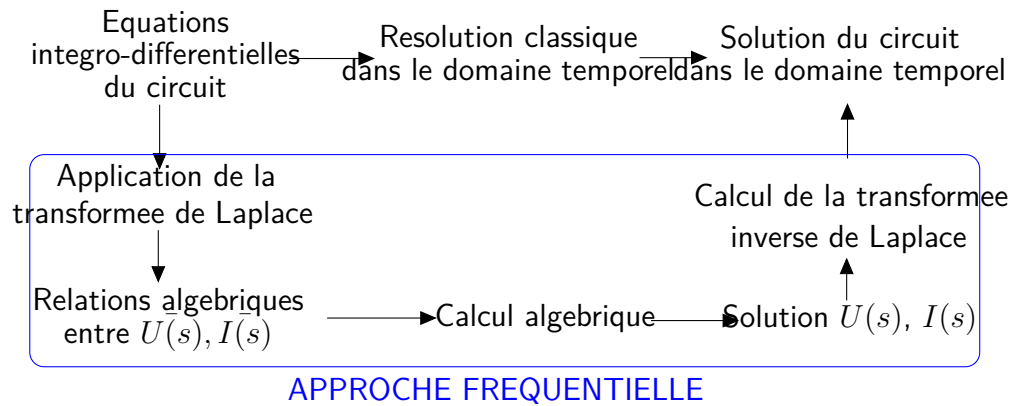 Equations
integro-differentielles
du circuit
Resolution classique
dans le domaine temporel
Solution du circuit
dans le domaine temporel
Application de la
transformee de Laplace
Calcul de la transformee
inverse de Laplace
Relations algebriques
entre Ū(s), Ī(s)
Calcul algebrique
Solution U(s), I(s)
APPROCHE FREQUENTIELLE